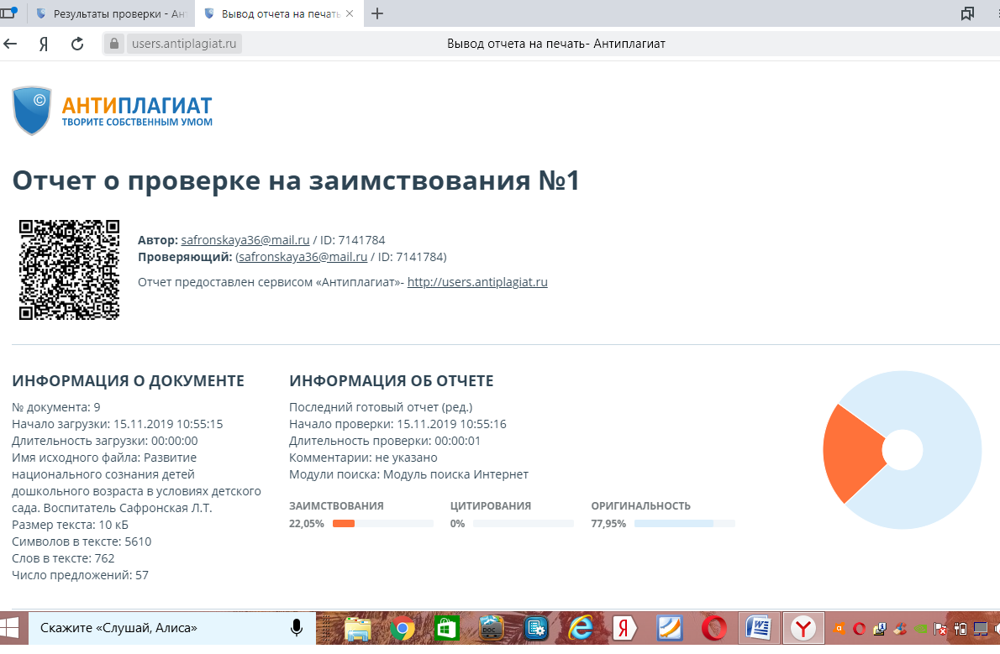 Результаты проверки - Ан
Вывод отчета на печать
users.antiplagiat.ru
Вывод отчета на печать- Антиплагиат
©
АНТИПЛАГИАТ
ТВОРИТЕ СОБСТВЕННЫМ УМОМ
Отчет о проверке на заимствования №1
Автор: safronskaya36@mail.ru / ID: 7141784
Проверяющий: (safronskaya36@mail.ru / ID: 7141784)
Отчет предоставлен сервисом «Антиплагиат»- http://users.antiplagiat.ru
ИНФОРМАЦИЯ О ДОКУМЕНТЕ
№ документа: 9
Начало загрузки: 15.11.2019 10:55:15
Длительность загрузки: 00:00:00
Имя исходного файла: Развитие
национального сознания детей
дошкольного возраста в условиях детского
сада. Воспитатель Сафронская Л.Т.
Размер текста: 10 кБ
Cимволов в тексте: 5610
Слов в тексте: 762
Число предложений: 57
ИНФОРМАЦИЯ ОБ ОТЧЕТЕ
Последний готовый отчет (ред.)
Начало проверки: 15.11.2019 10:55:16
Длительность проверки: 00:00:01
Комментарии: не указано
Модули поиска: Модуль поиска Интернет
ЗАИМСТВОВАНИЯ
22,05%
ЦИТИРОВАНИЯ
0%
ОРИГИНАЛЬНОСТЬ
77,95%
Скажите «Слушай, Алиса»
DOC